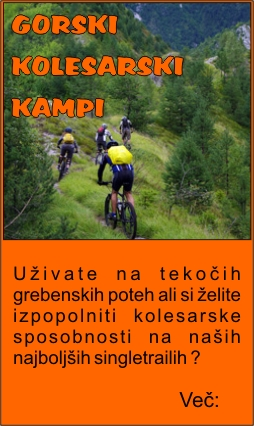 GORSKI
KOLESARSKI
KAMPI
Uživate na tekočih
grebenskih poteh ali si želite
izpopolniti kolesarske
sposobnosti na naših
najboljših singletrailih ?
Več: